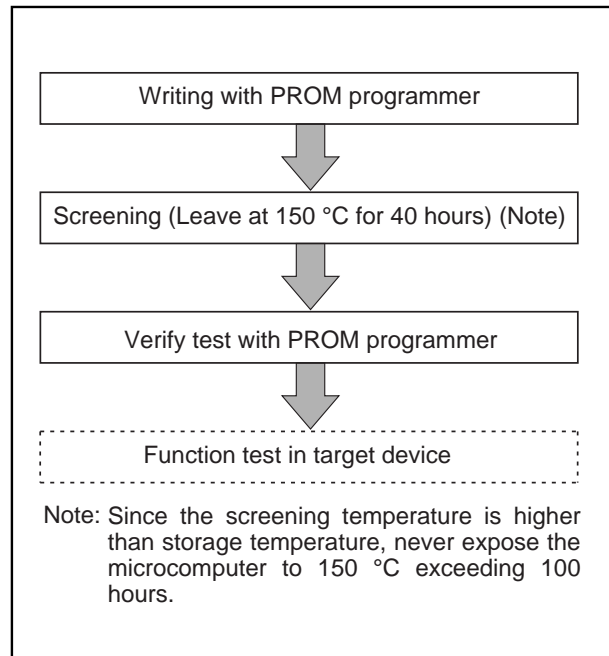 Writing with PROM programmer
Screening (Leave at 150 °C for 40 hours) (Note)
Verify test with PROM programmer
Function test in target device
Note: Since the screening temperature is higher
than storage temperature, never expose the
microcomputer to 150 °C exceeding 100
hours.